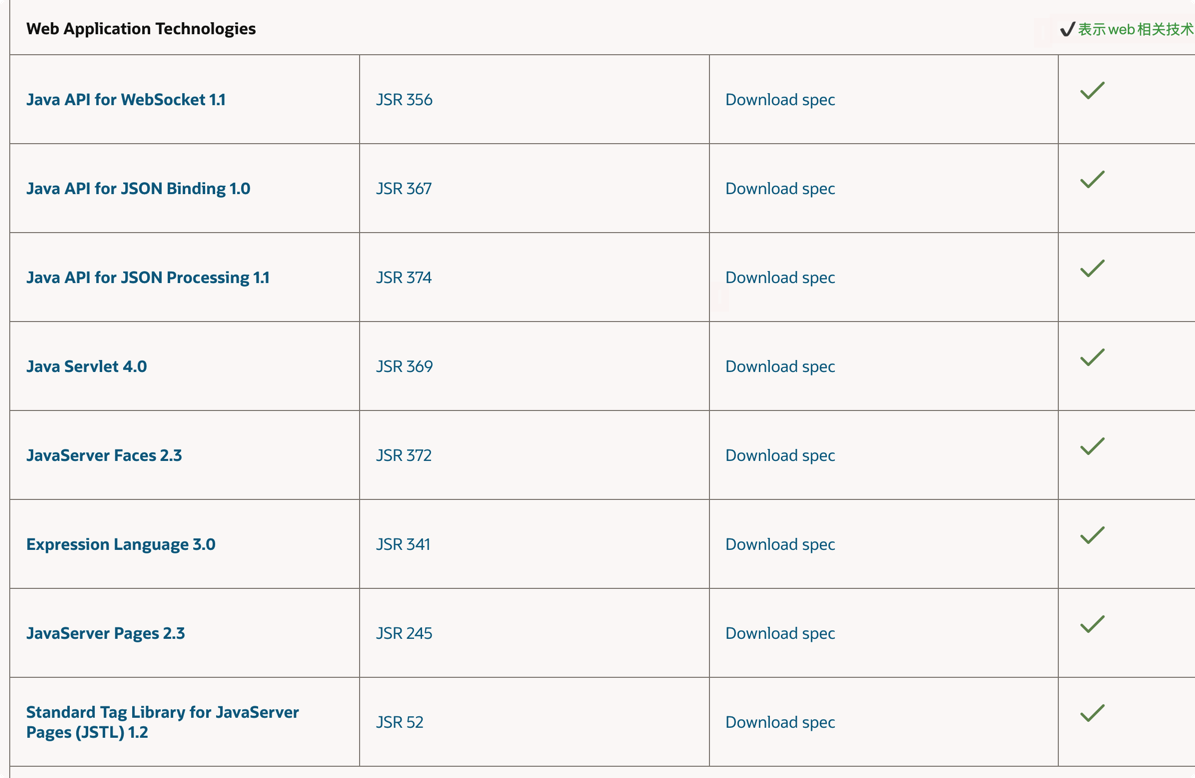 Web Application Technologies ✔表示web相关技术
Java API for WebSocket 1.1 JSR 356 Download spec ✓
Java API for JSON Binding 1.0 JSR 367 Download spec ✓
Java API for JSON Processing 1.1 JSR 374 Download spec ✓
Java Servlet 4.0 JSR 369 Download spec ✓
JavaServer Faces 2.3 JSR 372 Download spec ✓
Expression Language 3.0 JSR 341 Download spec ✓
JavaServer Pages 2.3 JSR 245 Download spec ✓
Standard Tag Library for JavaServer
Pages (JSTL) 1.2 JSR 52 Download spec ✓